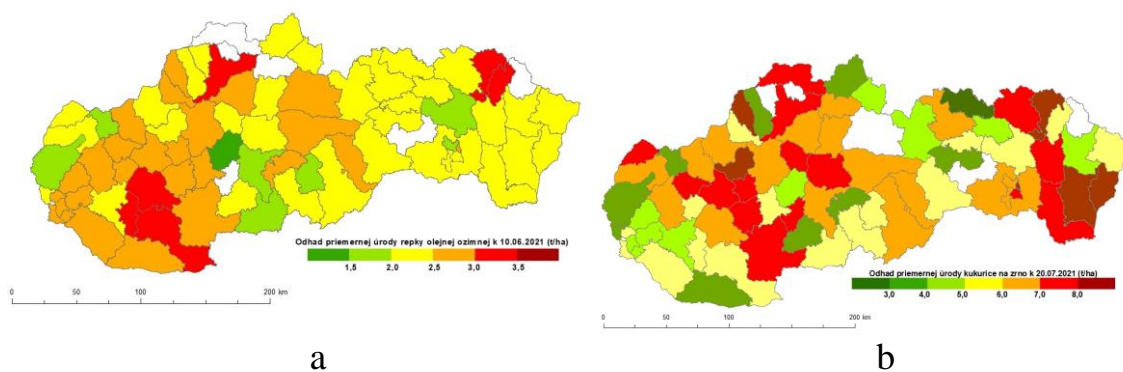 Odhad priemernej úrody repky olejnej ozimnej k 10.06.2021 (t/ha)
1,5 2,0 2,5 3,0 3,5
0 50 100 200 km
a
Odhad priemernej úrody kukurice na zrno k 20.07.2021 (t/ha)
3,0 4,0 5,0 6,0 7,0 8,0
0 50 100 200 km
b